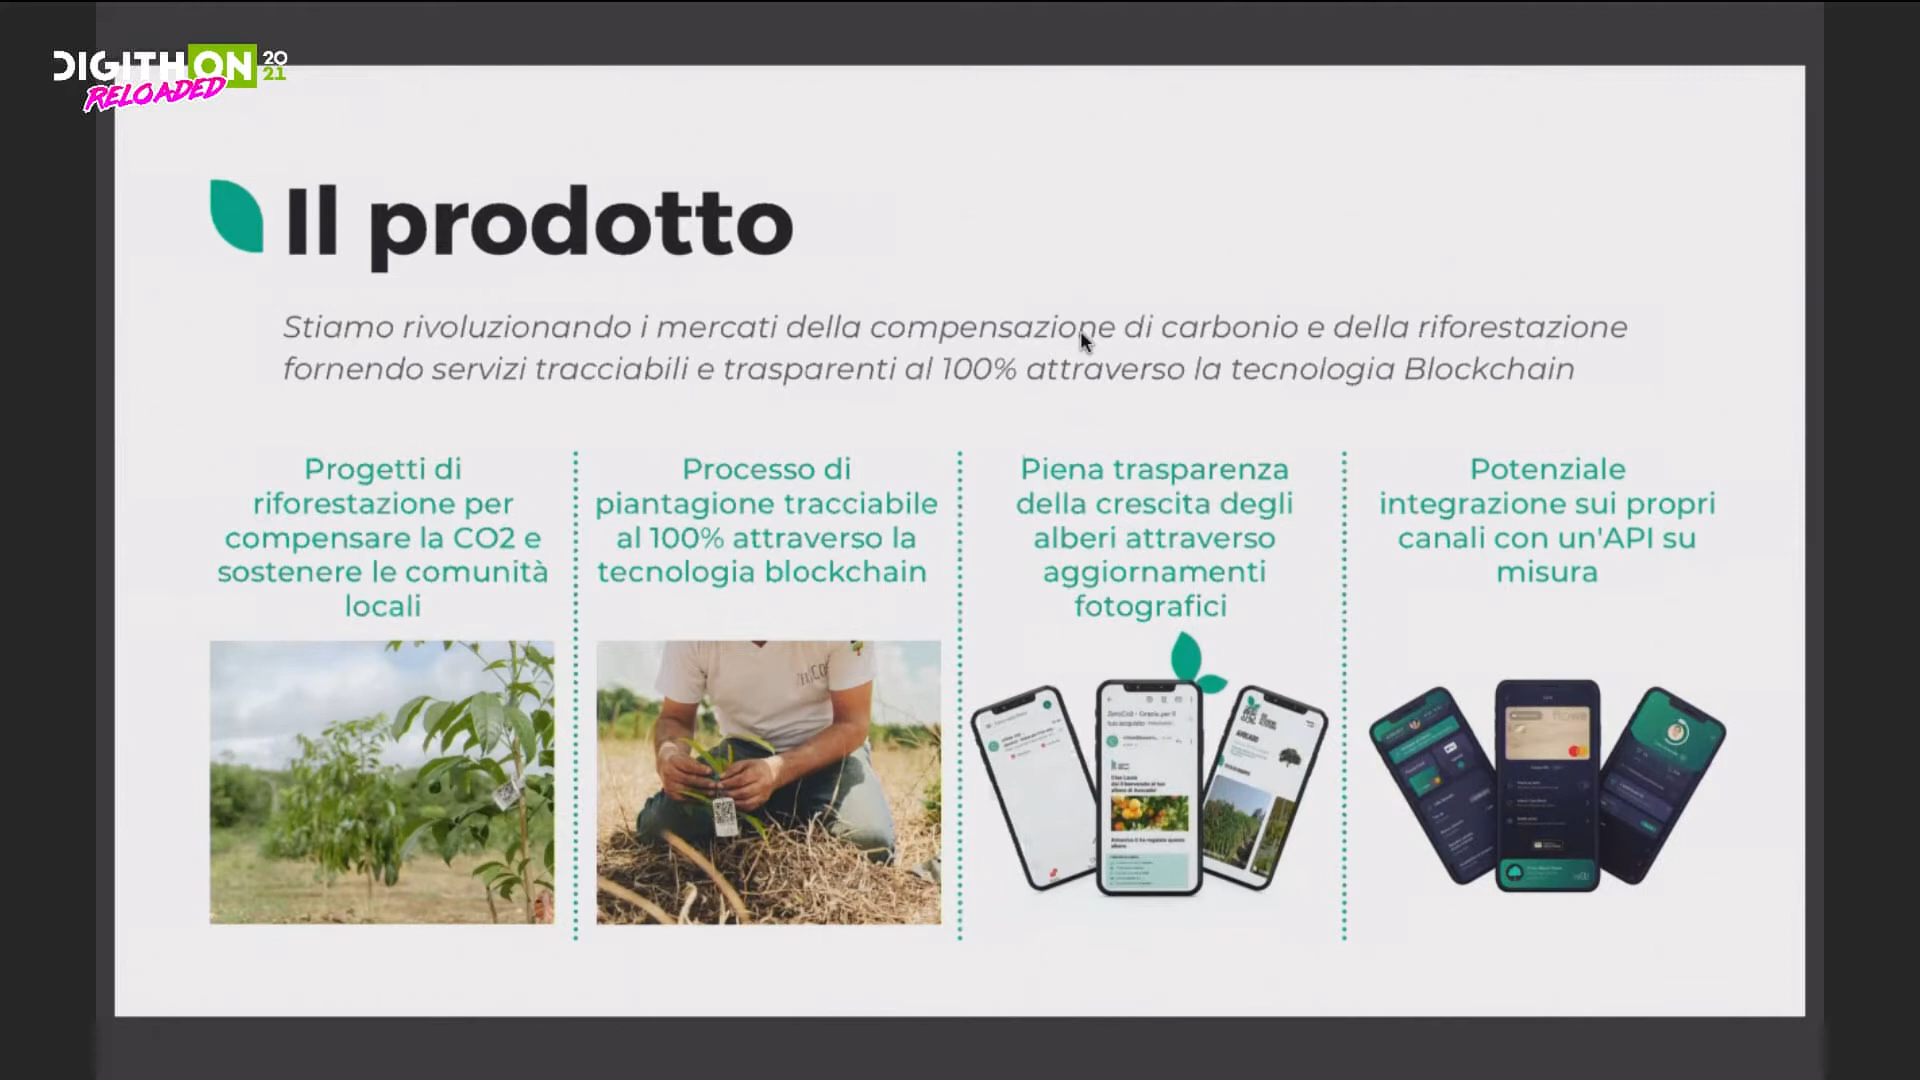 DIGITHON 2021
RELOADED
Il prodotto
Stiamo rivoluzionando i mercati della compensazione di carbonio e della riforestazione
fornendo servizi tracciabili e trasparenti al 100% attraverso la tecnologia Blockchain
Progetti di
riforestazione per
compensare la CO2 e
sostenere le comunità
locali
Processo di
piantagione tracciabile
al 100% attraverso la
tecnologia blockchain
Piena trasparenza
della crescita degli
alberi attraverso
aggiornamenti
fotografici
Potenziale
integrazione sui propri
canali con un'API su
misura